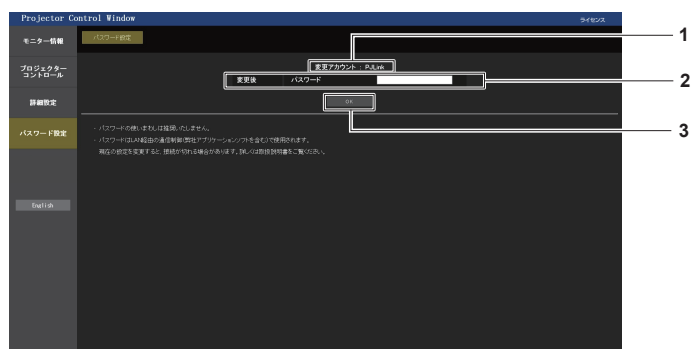 Projector Control Window
ライセンス
モニター情報
パスワード設定
プロジェクター
コントロール
変更アカウント : PJLink
変更後 パスワード
詳細設定
OK
パスワード設定
- パスワードの使いまわしは推奨いたしません。
- パスワードはLAN経由の通信制御(弊社アプリケーションソフトを含む)で使用されます。
現在の設定を変更すると、接続が切れる場合があります。詳しくは取扱説明書をご覧ください。
English
1
2
3